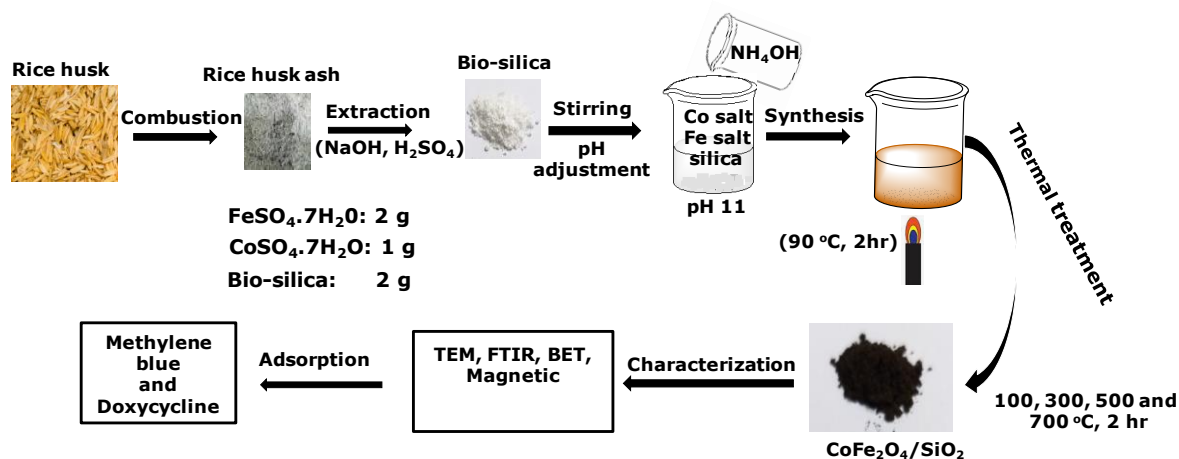 Rice husk
Combustion
Rice husk ash
Extraction
(NaOH, H₂SO₄)
Bio-silica
Stirring
pH
adjustment
NH₄OH
Co salt
Fe salt
silica
pH 11
Synthesis
(90 °C, 2hr)
Thermal treatment
FeSO₄.7H₂0: 2 g
CoSO₄.7H₂O: 1 g
Bio-silica: 2 g
100, 300, 500 and
700 °C, 2 hr
CoFe₂O₄/SiO₂
Characterization
TEM, FTIR, BET,
Magnetic
Adsorption
Methylene
blue
and
Doxycycline